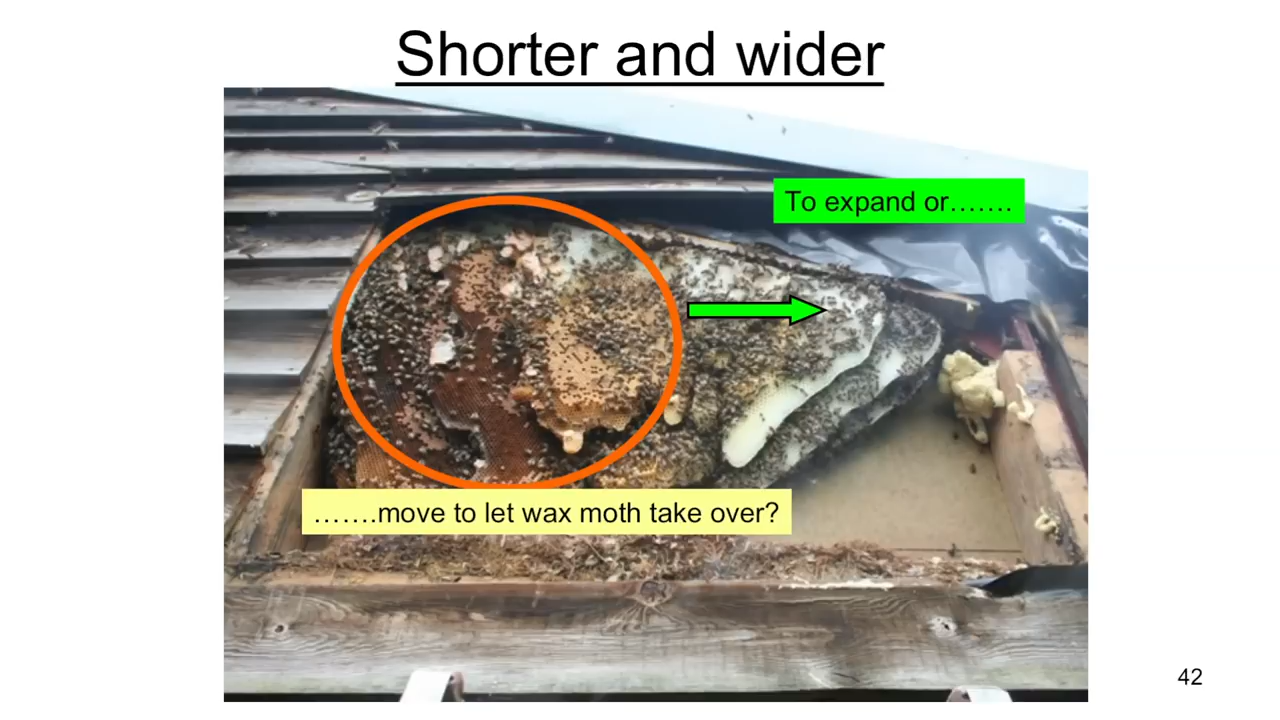 Shorter and wider
To expand or…….
…….move to let wax moth take over?
42